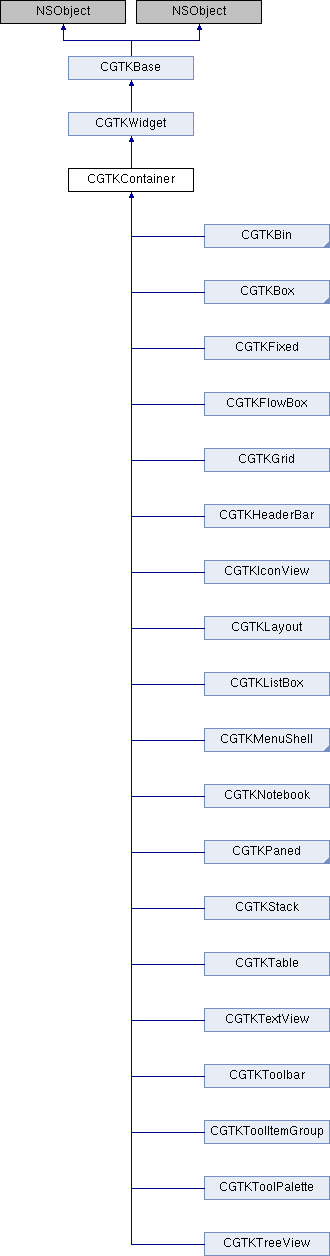 NSObject
NSObject
CGTKBase
CGTKWidget
CGTKContainer
CGTKBin
CGTKBox
CGTKFixed
CGTKFlowBox
CGTKGrid
CGTKHeaderBar
CGTKIconView
CGTKLayout
CGTKListBox
CGTKMenuShell
CGTKNotebook
CGTKPaned
CGTKStack
CGTKTable
CGTKTextView
CGTKToolbar
CGTKToolItemGroup
CGTKToolPalette
CGTKTreeView